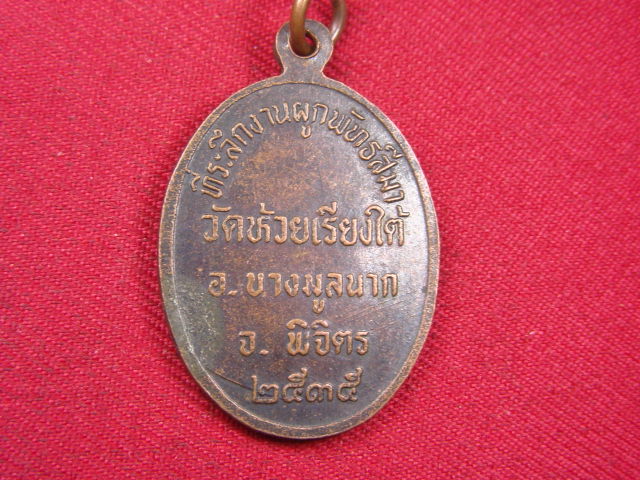 ที่ระลึกงานผูกพัทธสีมา
วัดห้วยเรียงใต้
อ. บางมูลนาก
จ. พิจิตร
๒๕๓๕